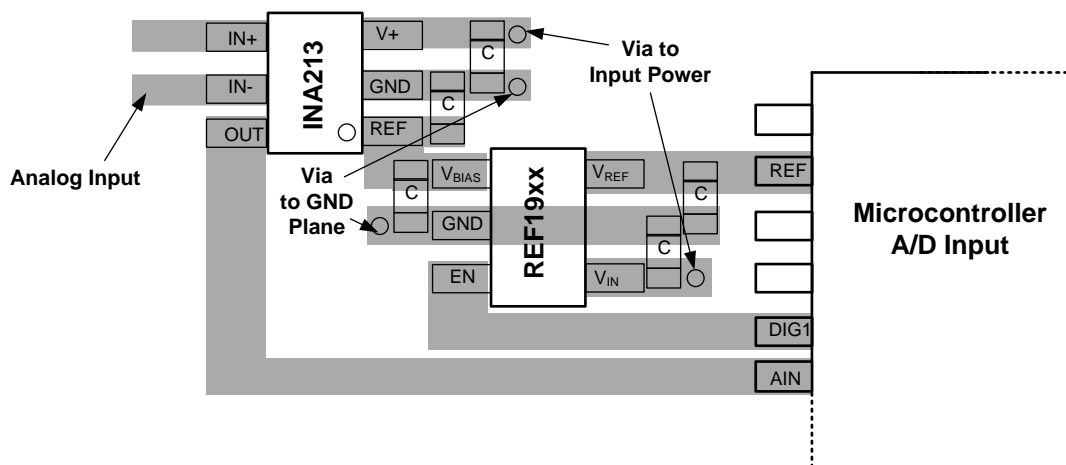 IN+
V+
C
IN-
INA213
GND
C
OUT
REF
Via to
Input Power
Analog Input
Via
to GND
Plane
VBIAS
C
VREF
C
GND
REF19xx
C
EN
VIN
REF
Microcontroller
A/D Input
DIG1
AIN